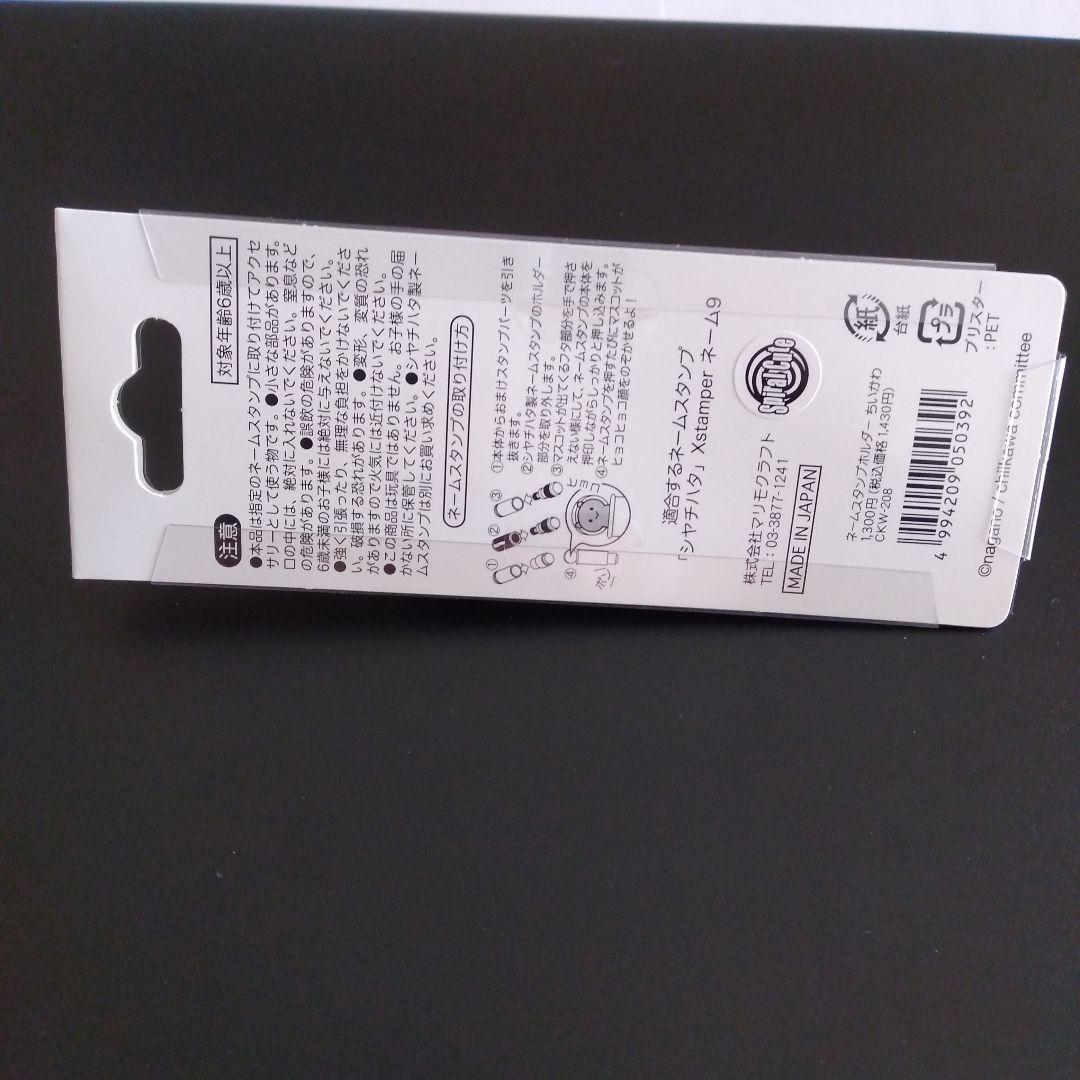 注意
対象年齢6歳以上
●本品は指定のネームスタンプに取り付けてアクセ
サリーとして使う物です。●小さな部品があります。
口の中には、絶対に入れないでください。窒息など
の危険があります。●誤飲の危険がありますので、
6歳未満のお子様には絶対に与えないでください。
●強く引張ったり、無理な負担をかけないでくださ
い。破損する恐れがあります。●変形、変質の恐れ
がありますので火気には近付けないでください。
●この商品は玩具ではありません。お子様の手の届
かない所に保管してください。●シヤチハタ製ネー
ムスタンプは別にお買い求めください。
ネームスタンプの取り付け方
①
②
③
④
ポン
ヒョコ
①本体からおまけスタンプパーツを引き
抜きます。
②シヤチハタ製ネームスタンプのホルダー
部分を取り外します。
③マスコットが出てくるフタ部分を手で押さ
えない様にして、ネームスタンプの本体を
押印しながらしっかりと押し込みます。
④ネームスタンプを押すたびにマスコットが
ヒョコヒョコ顔をのぞかせるよ!
適合するネームスタンプ
「シヤチハタ」Xstamper ネーム9
株式会社マリモクラフト
TEL:03-3877-1241
MADE IN JAPAN
Spiral Cute
ネームスタンプホルダー ちいかわ
1,300円(税込価格 1,430円)
CKW-208
4 994209 050392
紙
台紙
プラ
ブリスター
:PET
©nagano / chiikawa committee